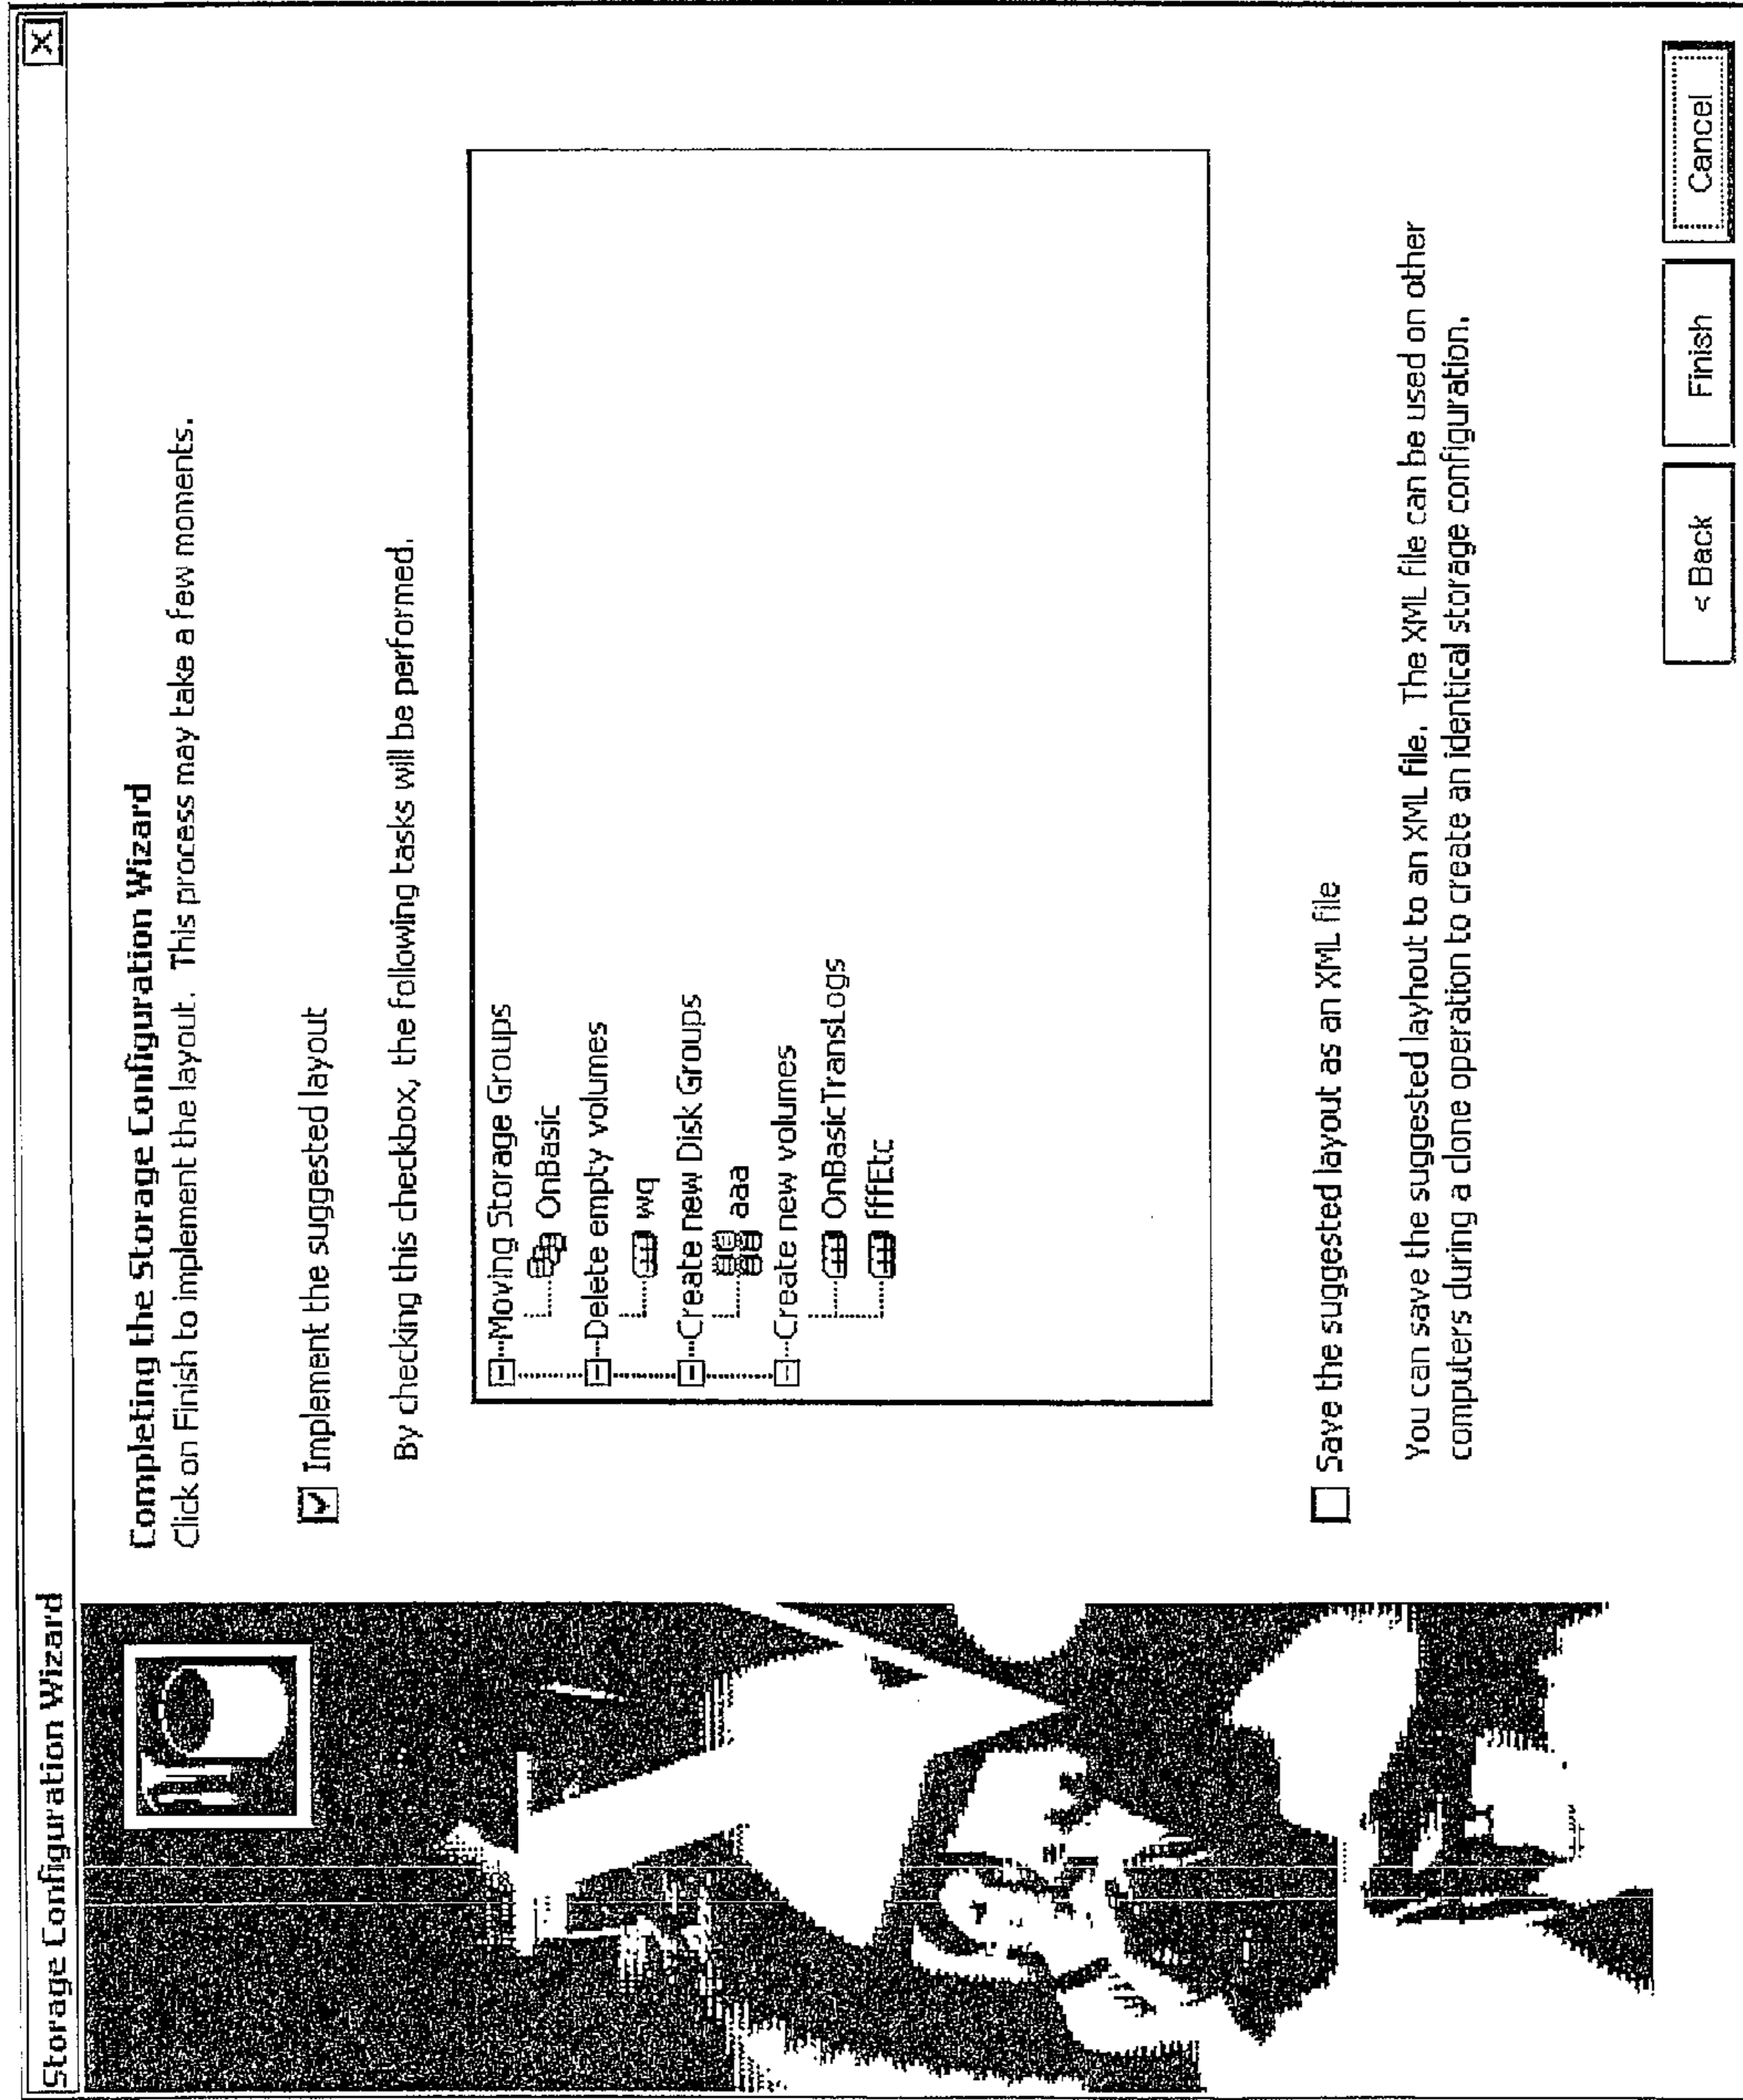 Storage Configuration Wizard
Completing the Storage Configuration Wizard
Click on Finish to implement the layout. This process may take a few moments.
Implement the suggested layout
By checking this checkbox, the following tasks will be performed.
Moving Storage Groups
OnBasic
Delete empty volumes
wq
Create new Disk Groups
aaa
Create new volumes
OnBasicTransLogs
fffEtc
Save the suggested layout as an XML file
You can save the suggested layhout to an XML file. The XML file can be used on other
computers during a clone operation to create an identical storage configuration.
< Back
Finish
Cancel